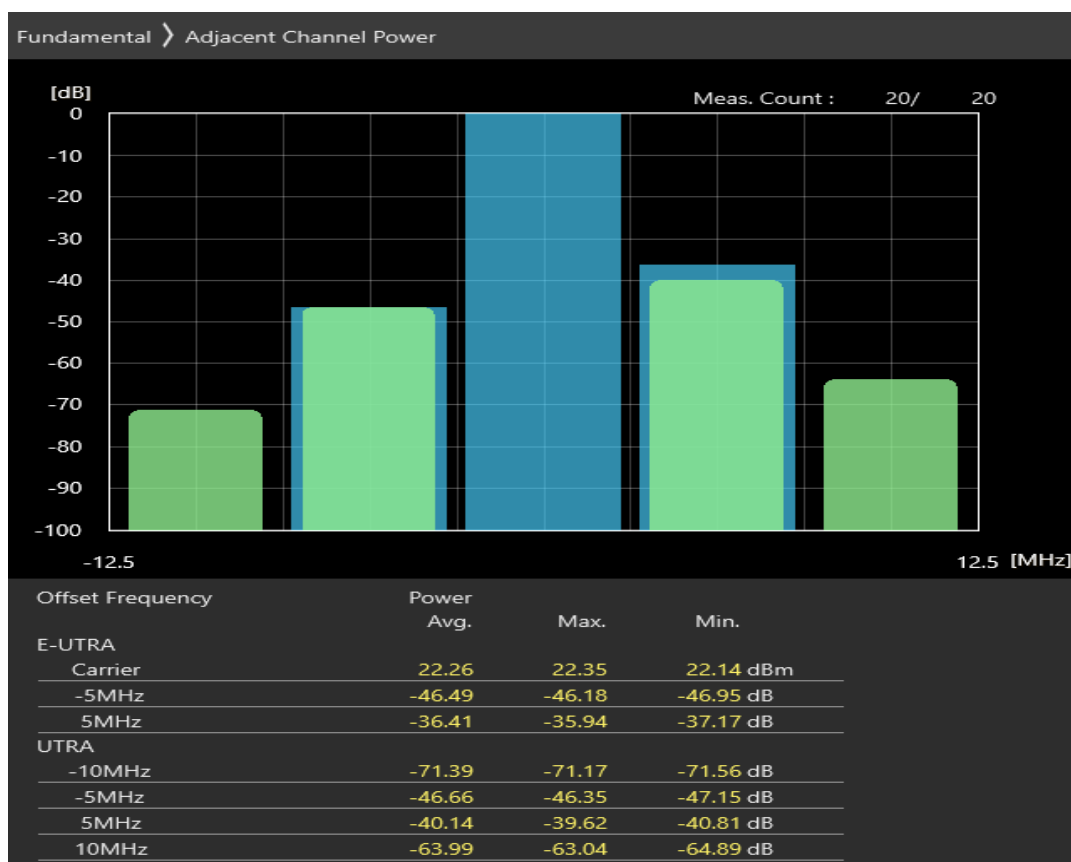 Fundamental ❯ Adjacent Channel Power
[dB]
Meas. Count : 20/ 20
0
-10
-20
-30
-40
-50
-60
-70
-80
-90
-100
-12.5 12.5 [MHz]
Offset Frequency Power
Avg. Max. Min.
E-UTRA
Carrier 22.26 22.35 22.14 dBm
-5MHz -46.49 -46.18 -46.95 dB
5MHz -36.41 -35.94 -37.17 dB
UTRA
-10MHz -71.39 -71.17 -71.56 dB
-5MHz -46.66 -46.35 -47.15 dB
5MHz -40.14 -39.62 -40.81 dB
10MHz -63.99 -63.04 -64.89 dB